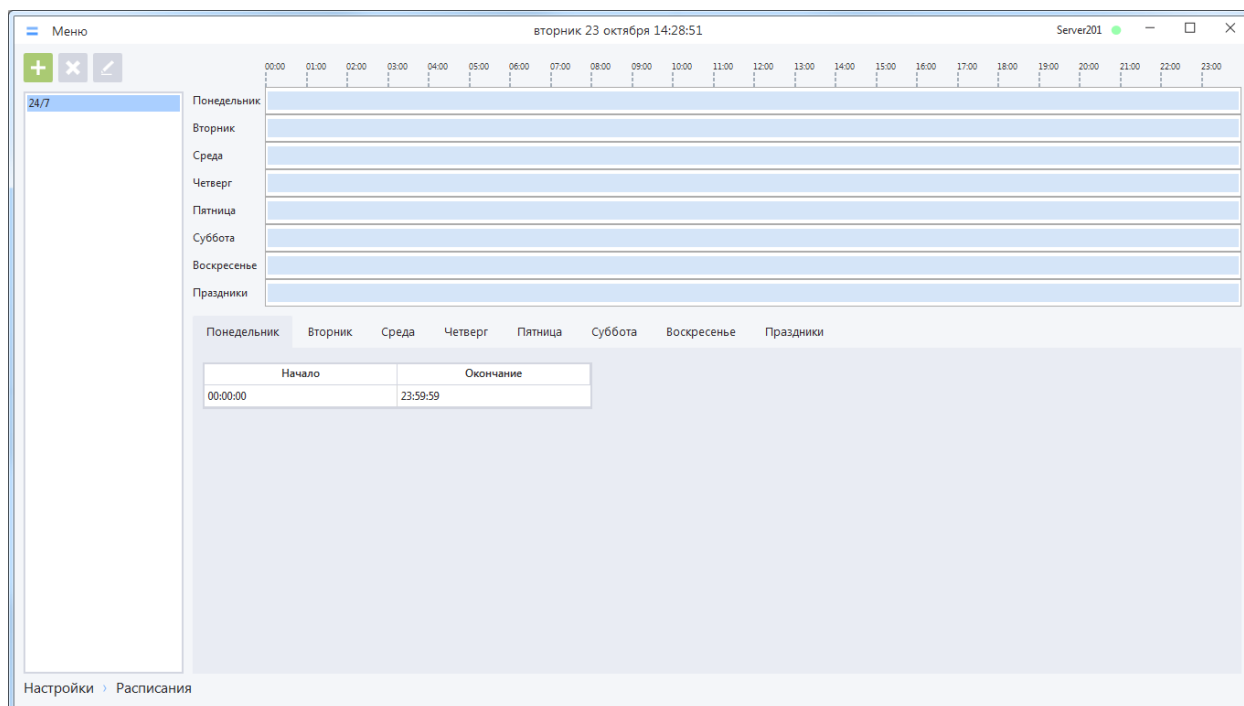 Меню вторник 23 октября 14:28:51 Server201
00:00 01:00 02:00 03:00 04:00 05:00 06:00 07:00 08:00 09:00 10:00 11:00 12:00 13:00 14:00 15:00 16:00 17:00 18:00 19:00 20:00 21:00 22:00 23:00
24/7
Понедельник
Вторник
Среда
Четверг
Пятница
Суббота
Воскресенье
Праздники
Понедельник Вторник Среда Четверг Пятница Суббота Воскресенье Праздники
Начало Окончание
00:00:00 23:59:59
Настройки › Расписания